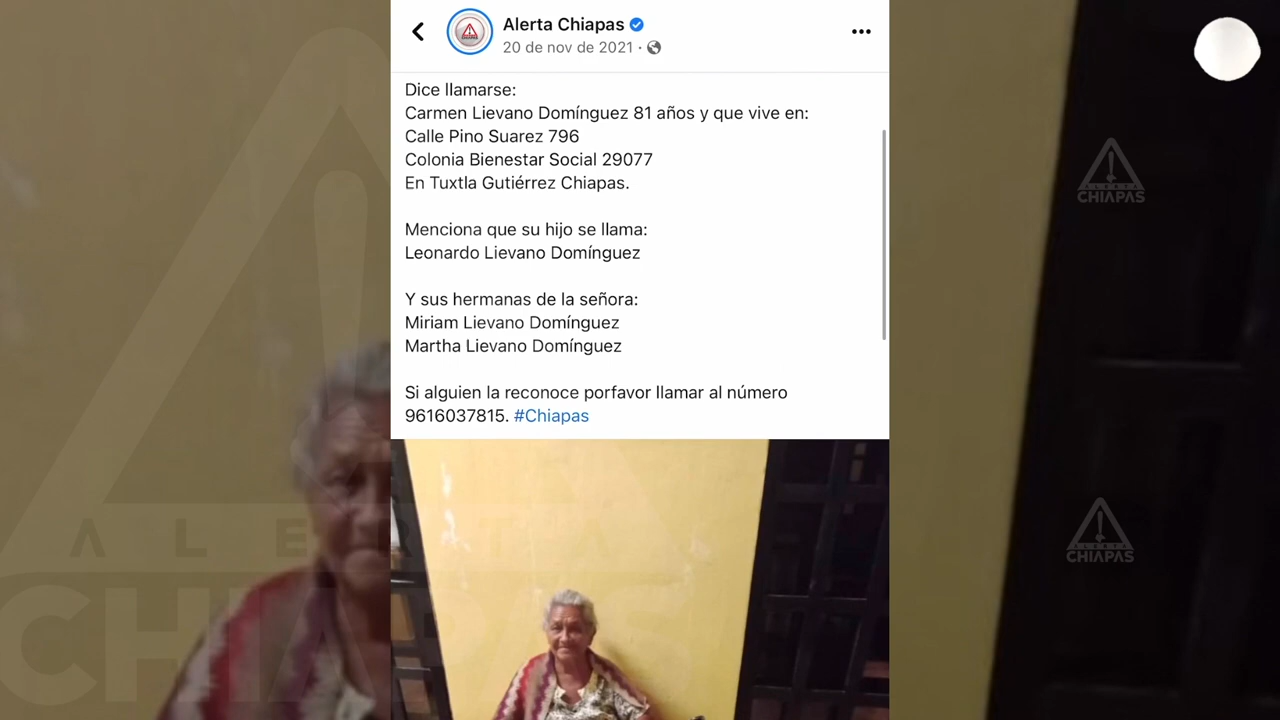 Alerta Chiapas
20 de nov de 2021 ·
Dice llamarse:
Carmen Lievano Domínguez 81 años y que vive en:
Calle Pino Suarez 796
Colonia Bienestar Social 29077
En Tuxtla Gutiérrez Chiapas.
Menciona que su hijo se llama:
Leonardo Lievano Domínguez
Y sus hermanas de la señora:
Miriam Lievano Domínguez
Martha Lievano Domínguez
Si alguien la reconoce porfavor llamar al número
9616037815. #Chiapas
ALERTA
CHIAPAS
ALERTA
CHIAPAS
ALERTA
CHIAPAS